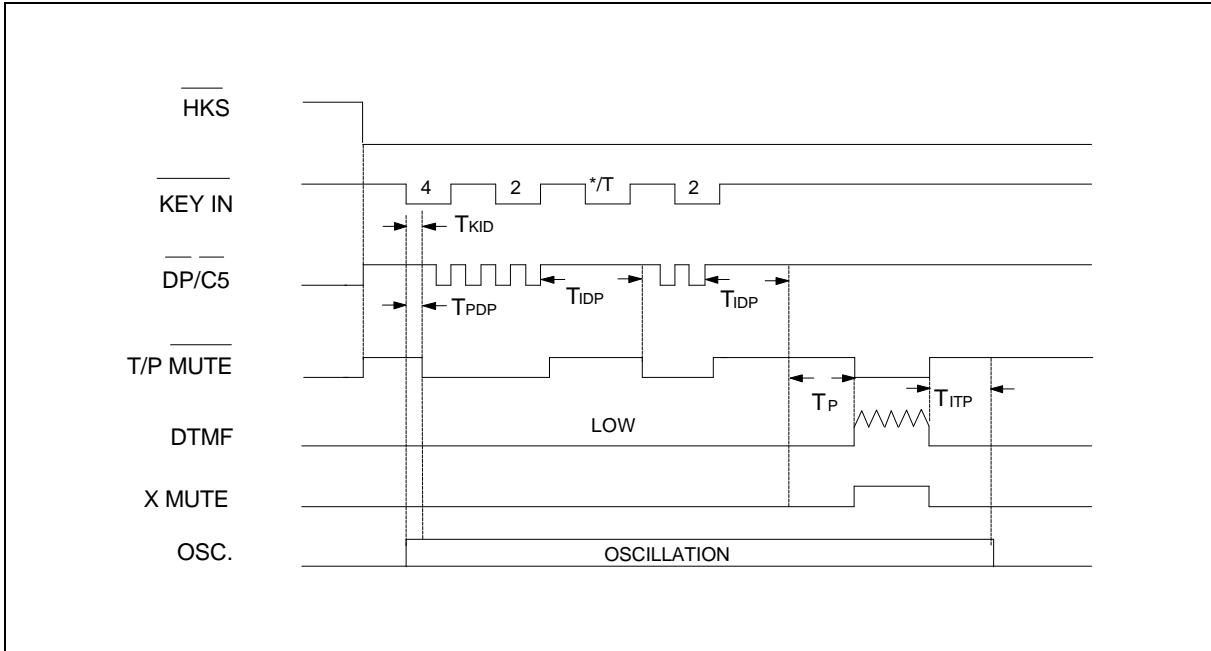 HKS
KEY IN
4 2 */T 2
TKID
DP/C5
TPDP TIDP TIDP
T/P MUTE
TP TITP
DTMF
LOW
X MUTE
OSC.
OSCILLATION